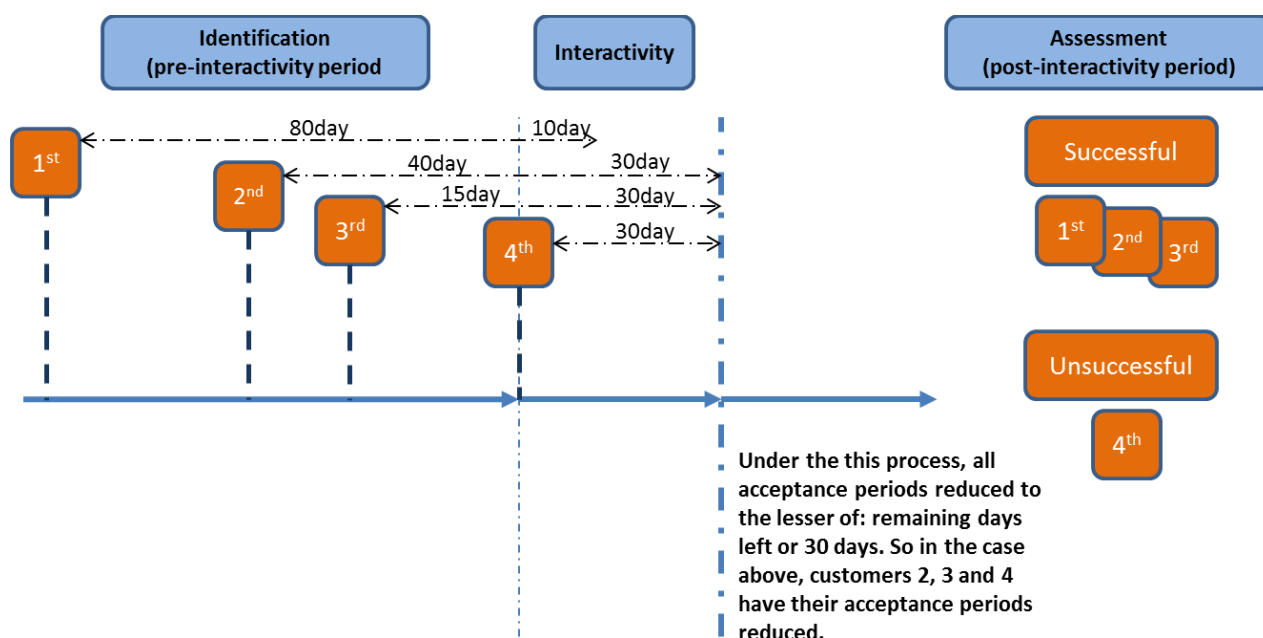 Identification
(pre-interactivity period
Interactivity
Assessment
(post-interactivity period)
80day
10day
1st
40day
30day
2nd
15day
30day
3rd
30day
4th
Successful
1st
2nd
3rd
Unsuccessful
4th
Under the this process, all
acceptance periods reduced to
the lesser of: remaining days
left or 30 days. So in the case
above, customers 2, 3 and 4
have their acceptance periods
reduced.